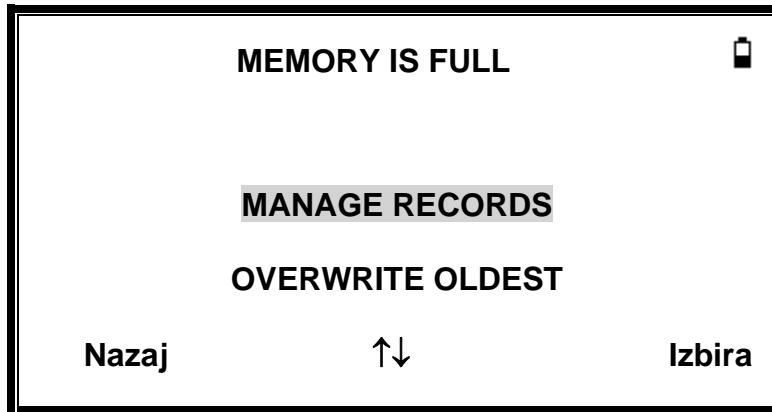 MEMORY IS FULL
MANAGE RECORDS
OVERWRITE OLDEST
Nazaj ↑↓ Izbira